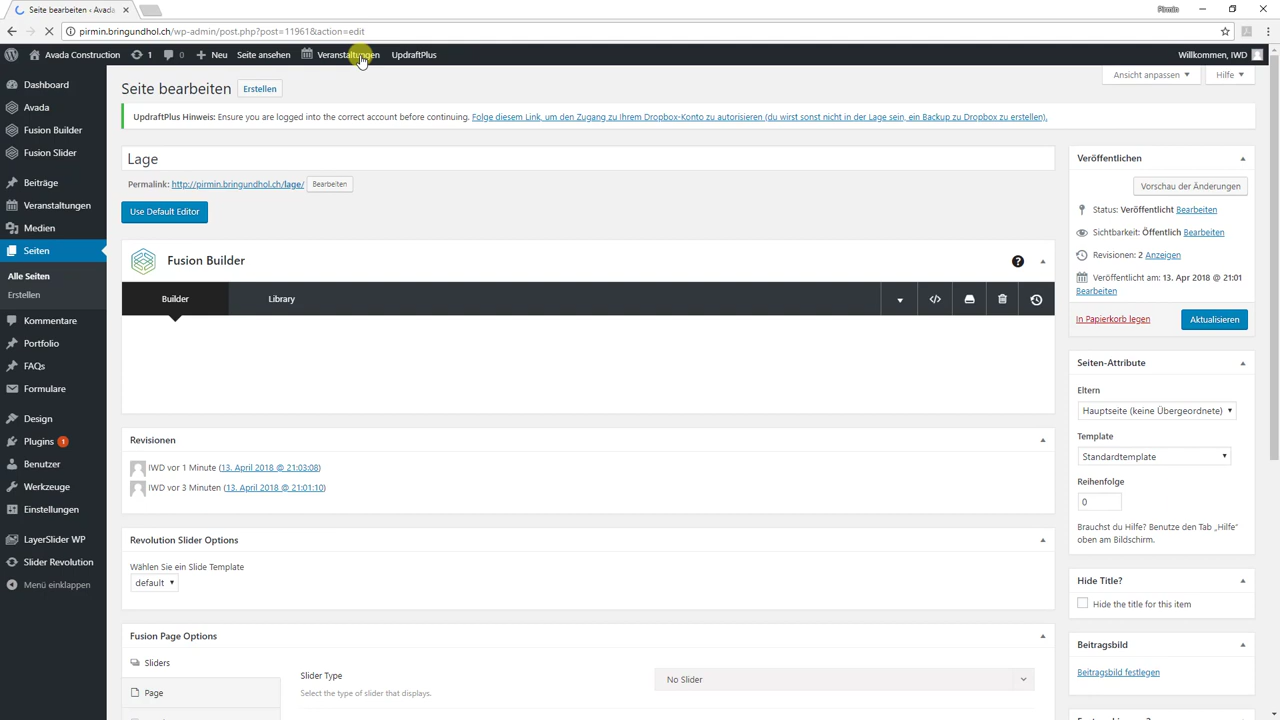 Seite bearbeiten ‹ Avada
Pirmin
pirmin.bringundhol.ch/wp-admin/post.php?post=11961&action=edit
Avada Construction 1 0 Neu Seite ansehen Veranstaltungen UpdraftPlus Willkommen, IWD
Dashboard
Avada
Fusion Builder
Fusion Slider
Beiträge
Veranstaltungen
Medien
Seiten
Alle Seiten
Erstellen
Kommentare
Portfolio
FAQs
Formulare
Design
Plugins 1
Benutzer
Werkzeuge
Einstellungen
LayerSlider WP
Slider Revolution
Menü einklappen
Ansicht anpassen
Hilfe
Seite bearbeiten Erstellen
UpdraftPlus Hinweis: Ensure you are logged into the correct account before continuing. Folge diesem Link, um den Zugang zu Ihrem Dropbox-Konto zu autorisieren (du wirst sonst nicht in der Lage sein, ein Backup zu Dropbox zu erstellen).
Lage
Permalink: http://pirmin.bringundhol.ch/lage/ Bearbeiten
Use Default Editor
Fusion Builder
Builder Library
Revisionen
IWD vor 1 Minute (13. April 2018 @ 21:03:08)
IWD vor 3 Minuten (13. April 2018 @ 21:01:10)
Revolution Slider Options
Wählen Sie ein Slide Template
default
Fusion Page Options
Sliders
Page
Slider Type
Select the type of slider that displays.
No Slider
Veröffentlichen
Vorschau der Änderungen
Status: Veröffentlicht Bearbeiten
Sichtbarkeit: Öffentlich Bearbeiten
Revisionen: 2 Anzeigen
Veröffentlicht am: 13. Apr 2018 @ 21:01
Bearbeiten
In Papierkorb legen Aktualisieren
Seiten-Attribute
Eltern
Hauptseite (keine Übergeordnete)
Template
Standardtemplate
Reihenfolge
0
Brauchst du Hilfe? Benutze den Tab „Hilfe“
oben am Bildschirm.
Hide Title?
Hide the title for this item
Beitragsbild
Beitragsbild festlegen